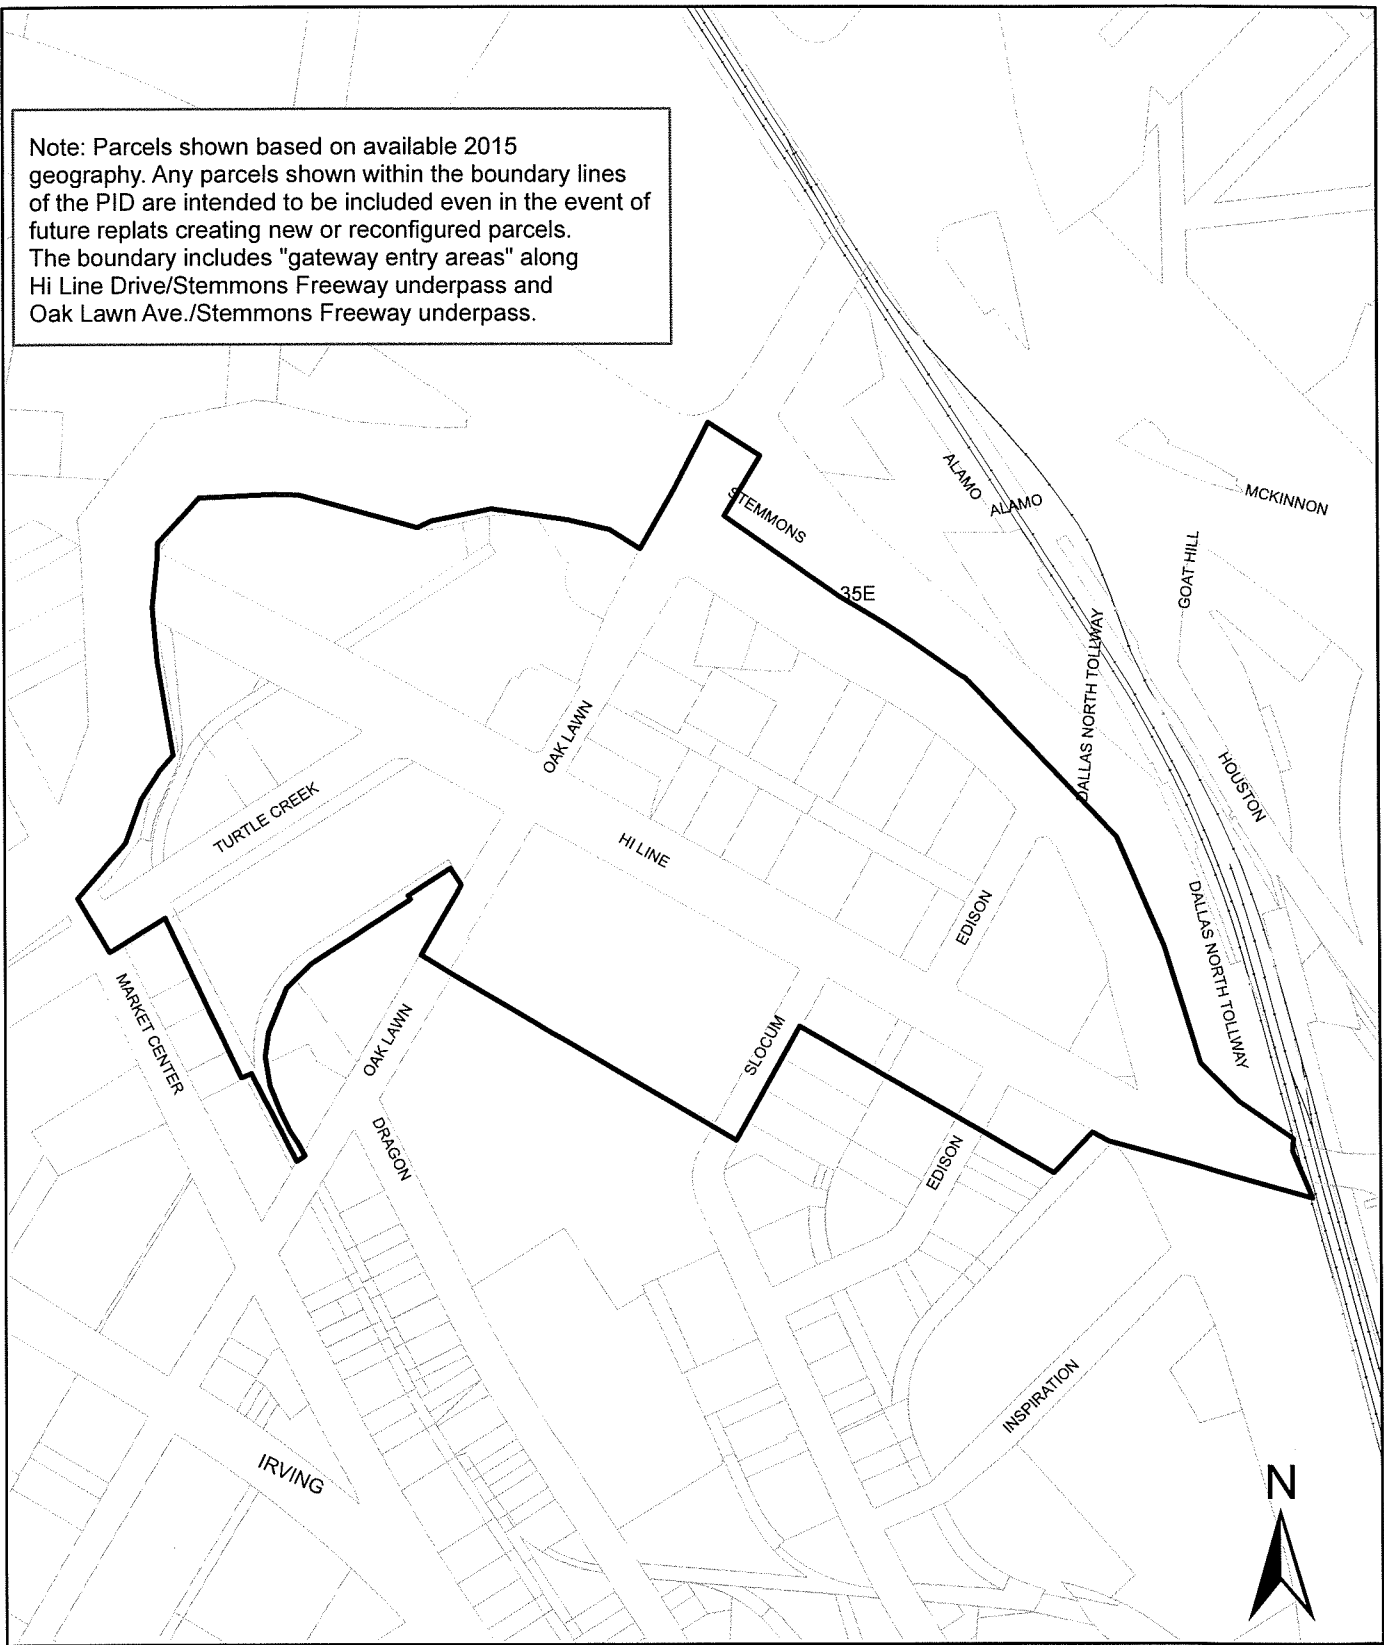 Note: Parcels shown based on available 2015
geography. Any parcels shown within the boundary lines
of the PID are intended to be included even in the event of
future replats creating new or reconfigured parcels.
The boundary includes "gateway entry areas" along
Hi Line Drive/Stemmons Freeway underpass and
Oak Lawn Ave./Stemmons Freeway underpass.
ALAMO
ALAMO
MCKINNON
STEMMONS
35E
GOAT HILL
DALLAS NORTH TOLLWAY
OAK LAWN
HOUSTON
TURTLE CREEK
HI LINE
EDISON
DALLAS NORTH TOLLWAY
MARKET CENTER
OAK LAWN
SLOCUM
DRAGON
EDISON
INSPIRATION
IRVING
N